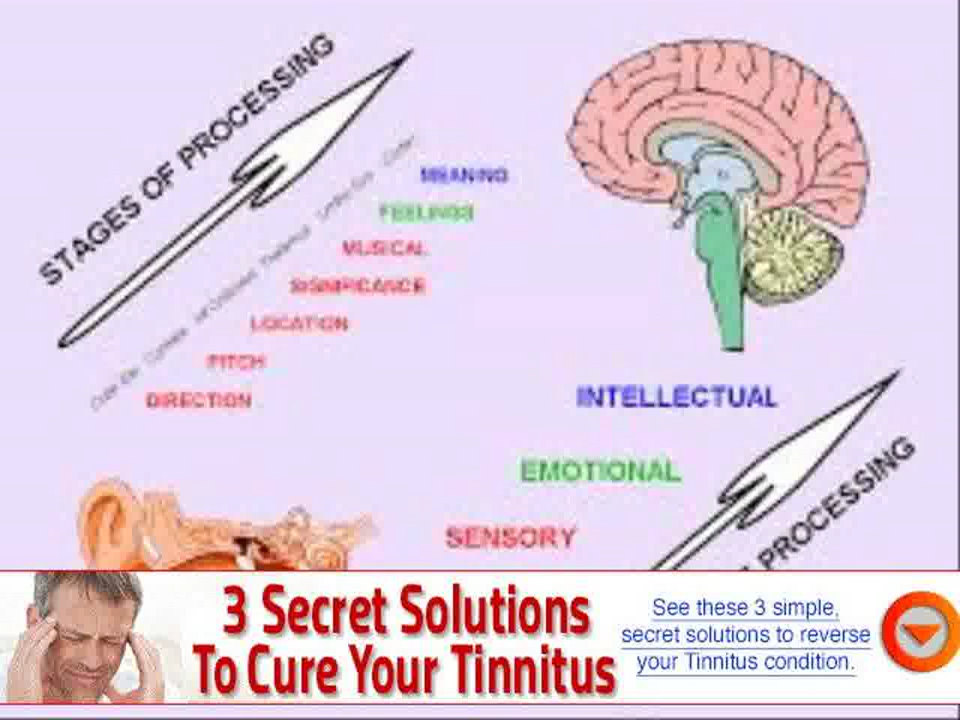 STAGES OF PROCESSING
MEANING
FEELINGS
MUSICAL
SIGNIFICANCE
LOCATION
PITCH
DIRECTION
INTELLECTUAL
EMOTIONAL
SENSORY
PROCESSING
3 Secret Solutions
To Cure Your Tinnitus
See these 3 simple,
secret solutions to reverse
your Tinnitus condition.